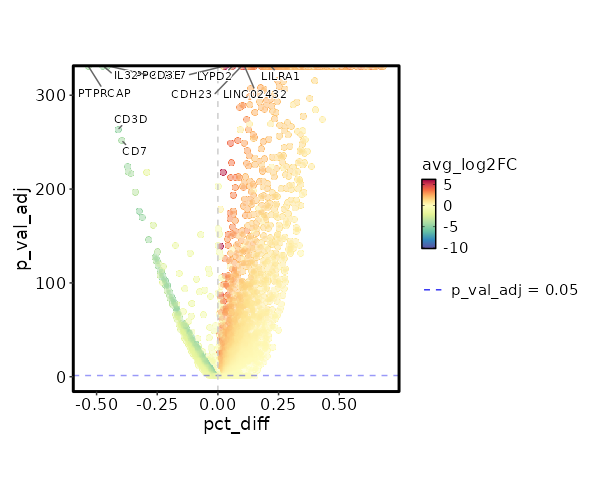 IL32
CD3E
LYPD2
LILRA1
PTPRCAP
CDH23
LINC02432
CD3D
CD7
300
200
100
0
p_val_adj
-0.50
-0.25
0.00
0.25
0.50
pct_diff
avg_log2FC
5
0
-5
-10
p_val_adj = 0.05